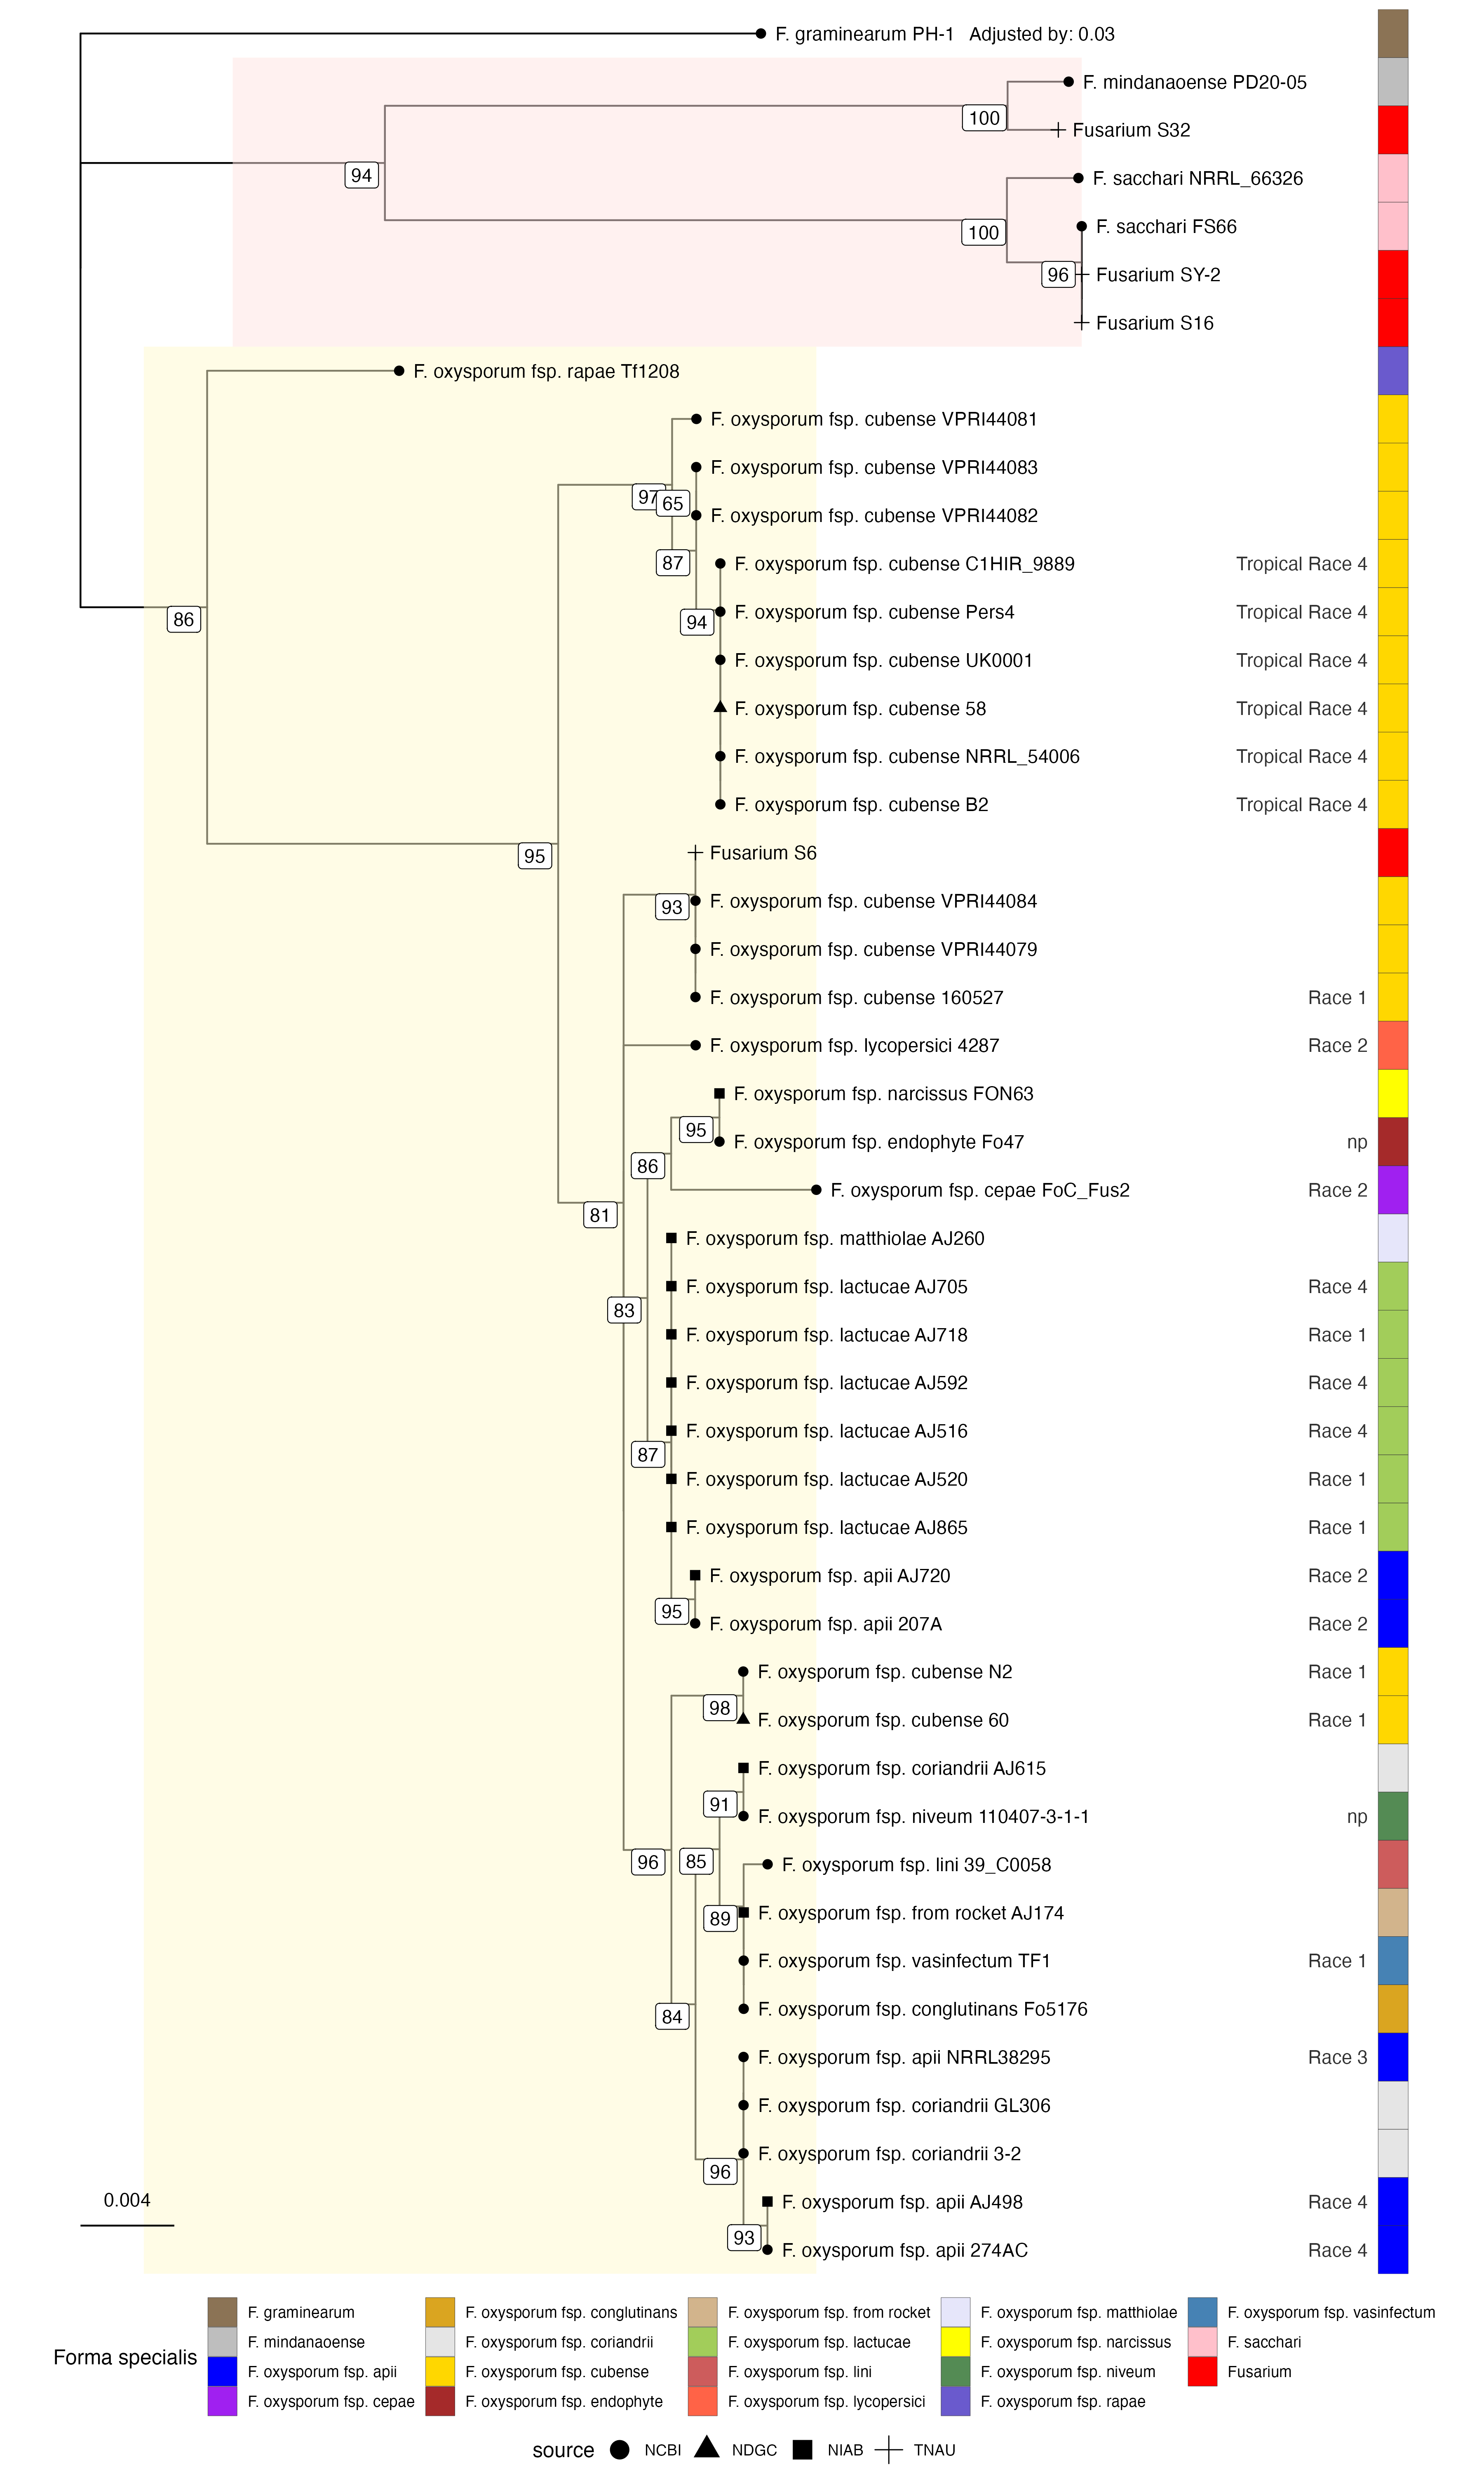 F. graminearum PH-1 Adjusted by: 0.03
F. mindanaoense PD20-05
100
Fusarium S32
94
F. sacchari NRRL_66326
F. sacchari FS66
100
96
Fusarium SY-2
Fusarium S16
F. oxysporum fsp. rapae Tf1208
F. oxysporum fsp. cubense VPRI44081
F. oxysporum fsp. cubense VPRI44083
97
65
F. oxysporum fsp. cubense VPRI44082
87
F. oxysporum fsp. cubense C1HIR_9889 Tropical Race 4
86
94
F. oxysporum fsp. cubense Pers4 Tropical Race 4
F. oxysporum fsp. cubense UK0001 Tropical Race 4
F. oxysporum fsp. cubense 58 Tropical Race 4
F. oxysporum fsp. cubense NRRL_54006 Tropical Race 4
F. oxysporum fsp. cubense B2 Tropical Race 4
95
Fusarium S6
93
F. oxysporum fsp. cubense VPRI44084
F. oxysporum fsp. cubense VPRI44079
F. oxysporum fsp. cubense 160527 Race 1
F. oxysporum fsp. lycopersici 4287 Race 2
F. oxysporum fsp. narcissus FON63
95
F. oxysporum fsp. endophyte Fo47 np
86
F. oxysporum fsp. cepae FoC_Fus2 Race 2
81
F. oxysporum fsp. matthiolae AJ260
F. oxysporum fsp. lactucae AJ705 Race 4
83
F. oxysporum fsp. lactucae AJ718 Race 1
F. oxysporum fsp. lactucae AJ592 Race 4
F. oxysporum fsp. lactucae AJ516 Race 4
87
F. oxysporum fsp. lactucae AJ520 Race 1
F. oxysporum fsp. lactucae AJ865 Race 1
F. oxysporum fsp. apii AJ720 Race 2
95
F. oxysporum fsp. apii 207A Race 2
F. oxysporum fsp. cubense N2 Race 1
98
F. oxysporum fsp. cubense 60 Race 1
F. oxysporum fsp. coriandrii AJ615
91
F. oxysporum fsp. niveum 110407-3-1-1 np
96
85
F. oxysporum fsp. lini 39_C0058
89
F. oxysporum fsp. from rocket AJ174
F. oxysporum fsp. vasinfectum TF1 Race 1
84
F. oxysporum fsp. conglutinans Fo5176
F. oxysporum fsp. apii NRRL38295 Race 3
F. oxysporum fsp. coriandrii GL306
F. oxysporum fsp. coriandrii 3-2
96
0.004
F. oxysporum fsp. apii AJ498 Race 4
93
F. oxysporum fsp. apii 274AC Race 4
Forma specialis
F. graminearum
F. mindanaoense
F. oxysporum fsp. apii
F. oxysporum fsp. cepae
F. oxysporum fsp. conglutinans
F. oxysporum fsp. coriandrii
F. oxysporum fsp. cubense
F. oxysporum fsp. endophyte
F. oxysporum fsp. from rocket
F. oxysporum fsp. lactucae
F. oxysporum fsp. lini
F. oxysporum fsp. lycopersici
F. oxysporum fsp. matthiolae
F. oxysporum fsp. narcissus
F. oxysporum fsp. niveum
F. oxysporum fsp. rapae
F. oxysporum fsp. vasinfectum
F. sacchari
Fusarium
source NCBI NDGC NIAB TNAU